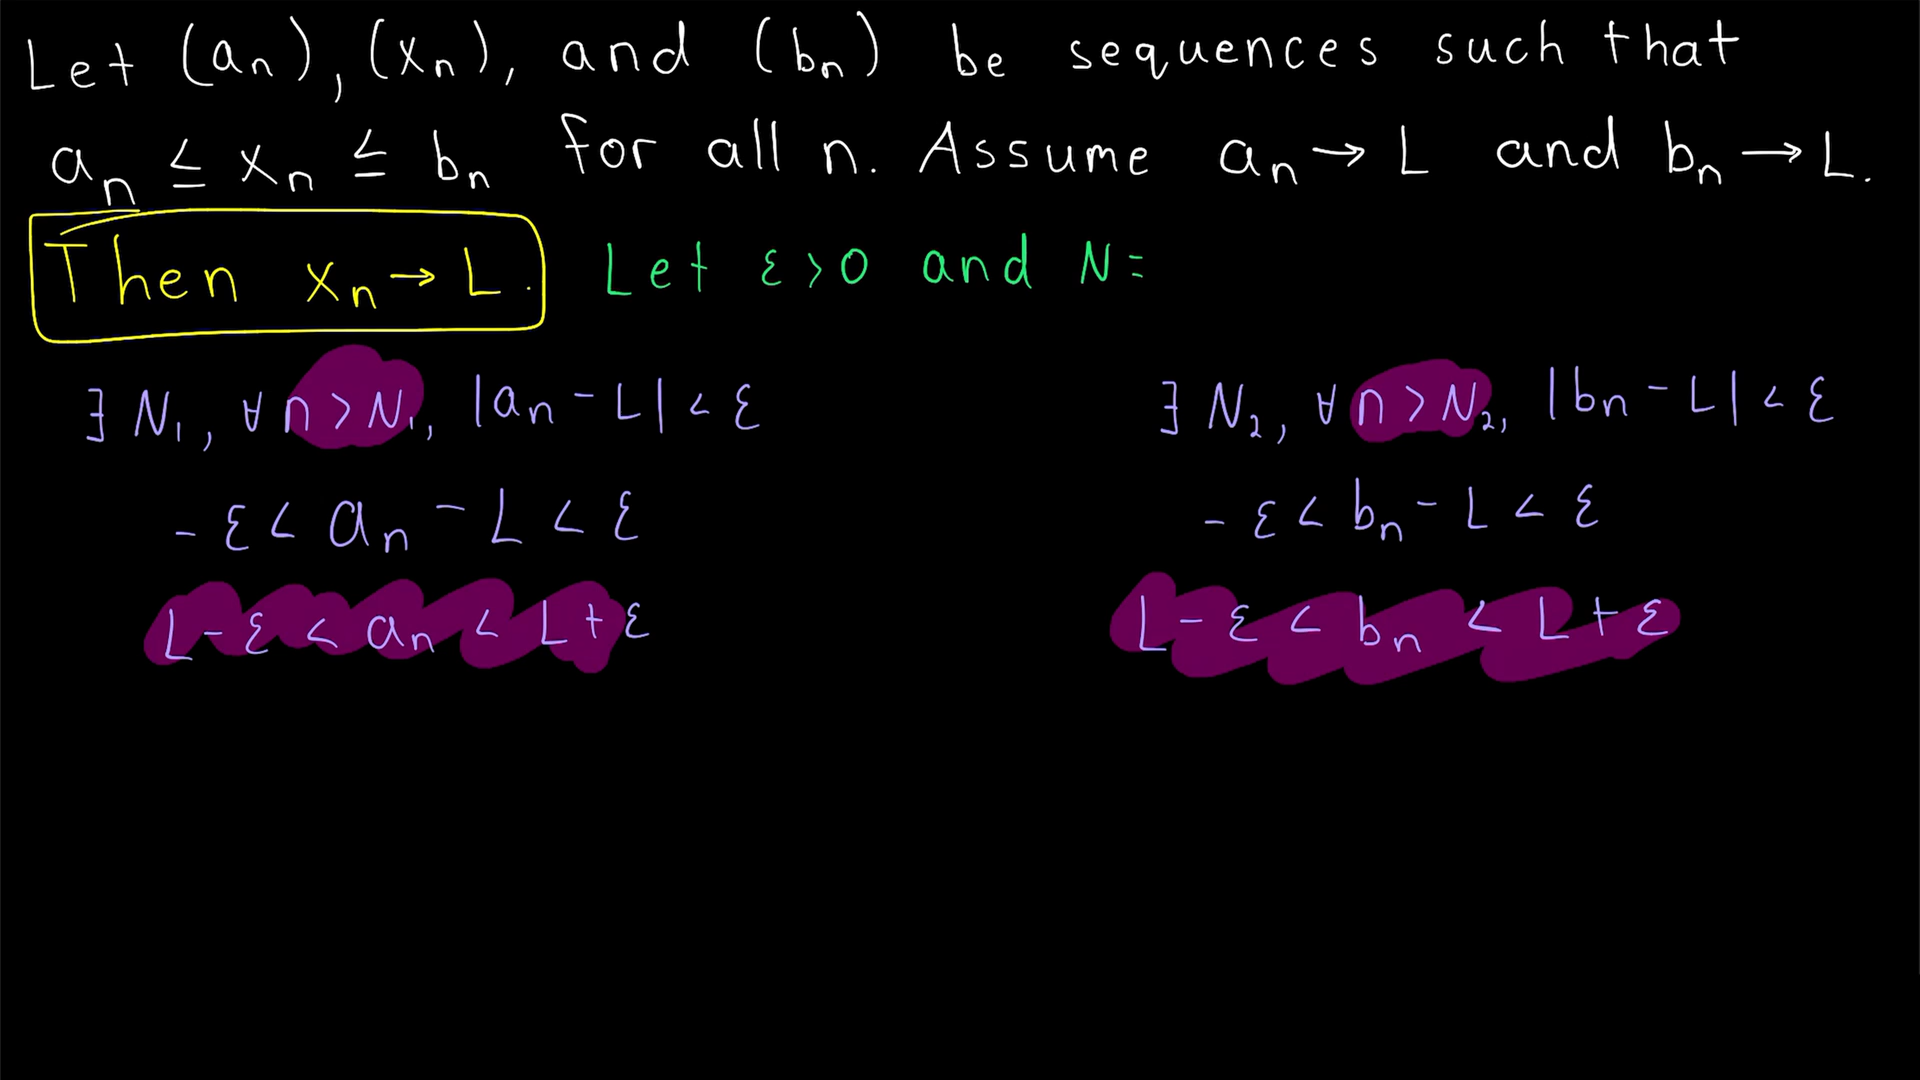 Let (aₙ), (xₙ), and (bₙ) be sequences such that
aₙ ≤ xₙ ≤ bₙ for all n. Assume aₙ → L and bₙ → L.
Then xₙ → L. Let ε > 0 and N =
∃ N₁, ∀ n > N₁, |aₙ - L| < ε
- ε < aₙ - L < ε
L - ε < aₙ < L + ε
∃ N₂, ∀ n > N₂, |bₙ - L| < ε
- ε < bₙ - L < ε
L - ε < bₙ < L + ε